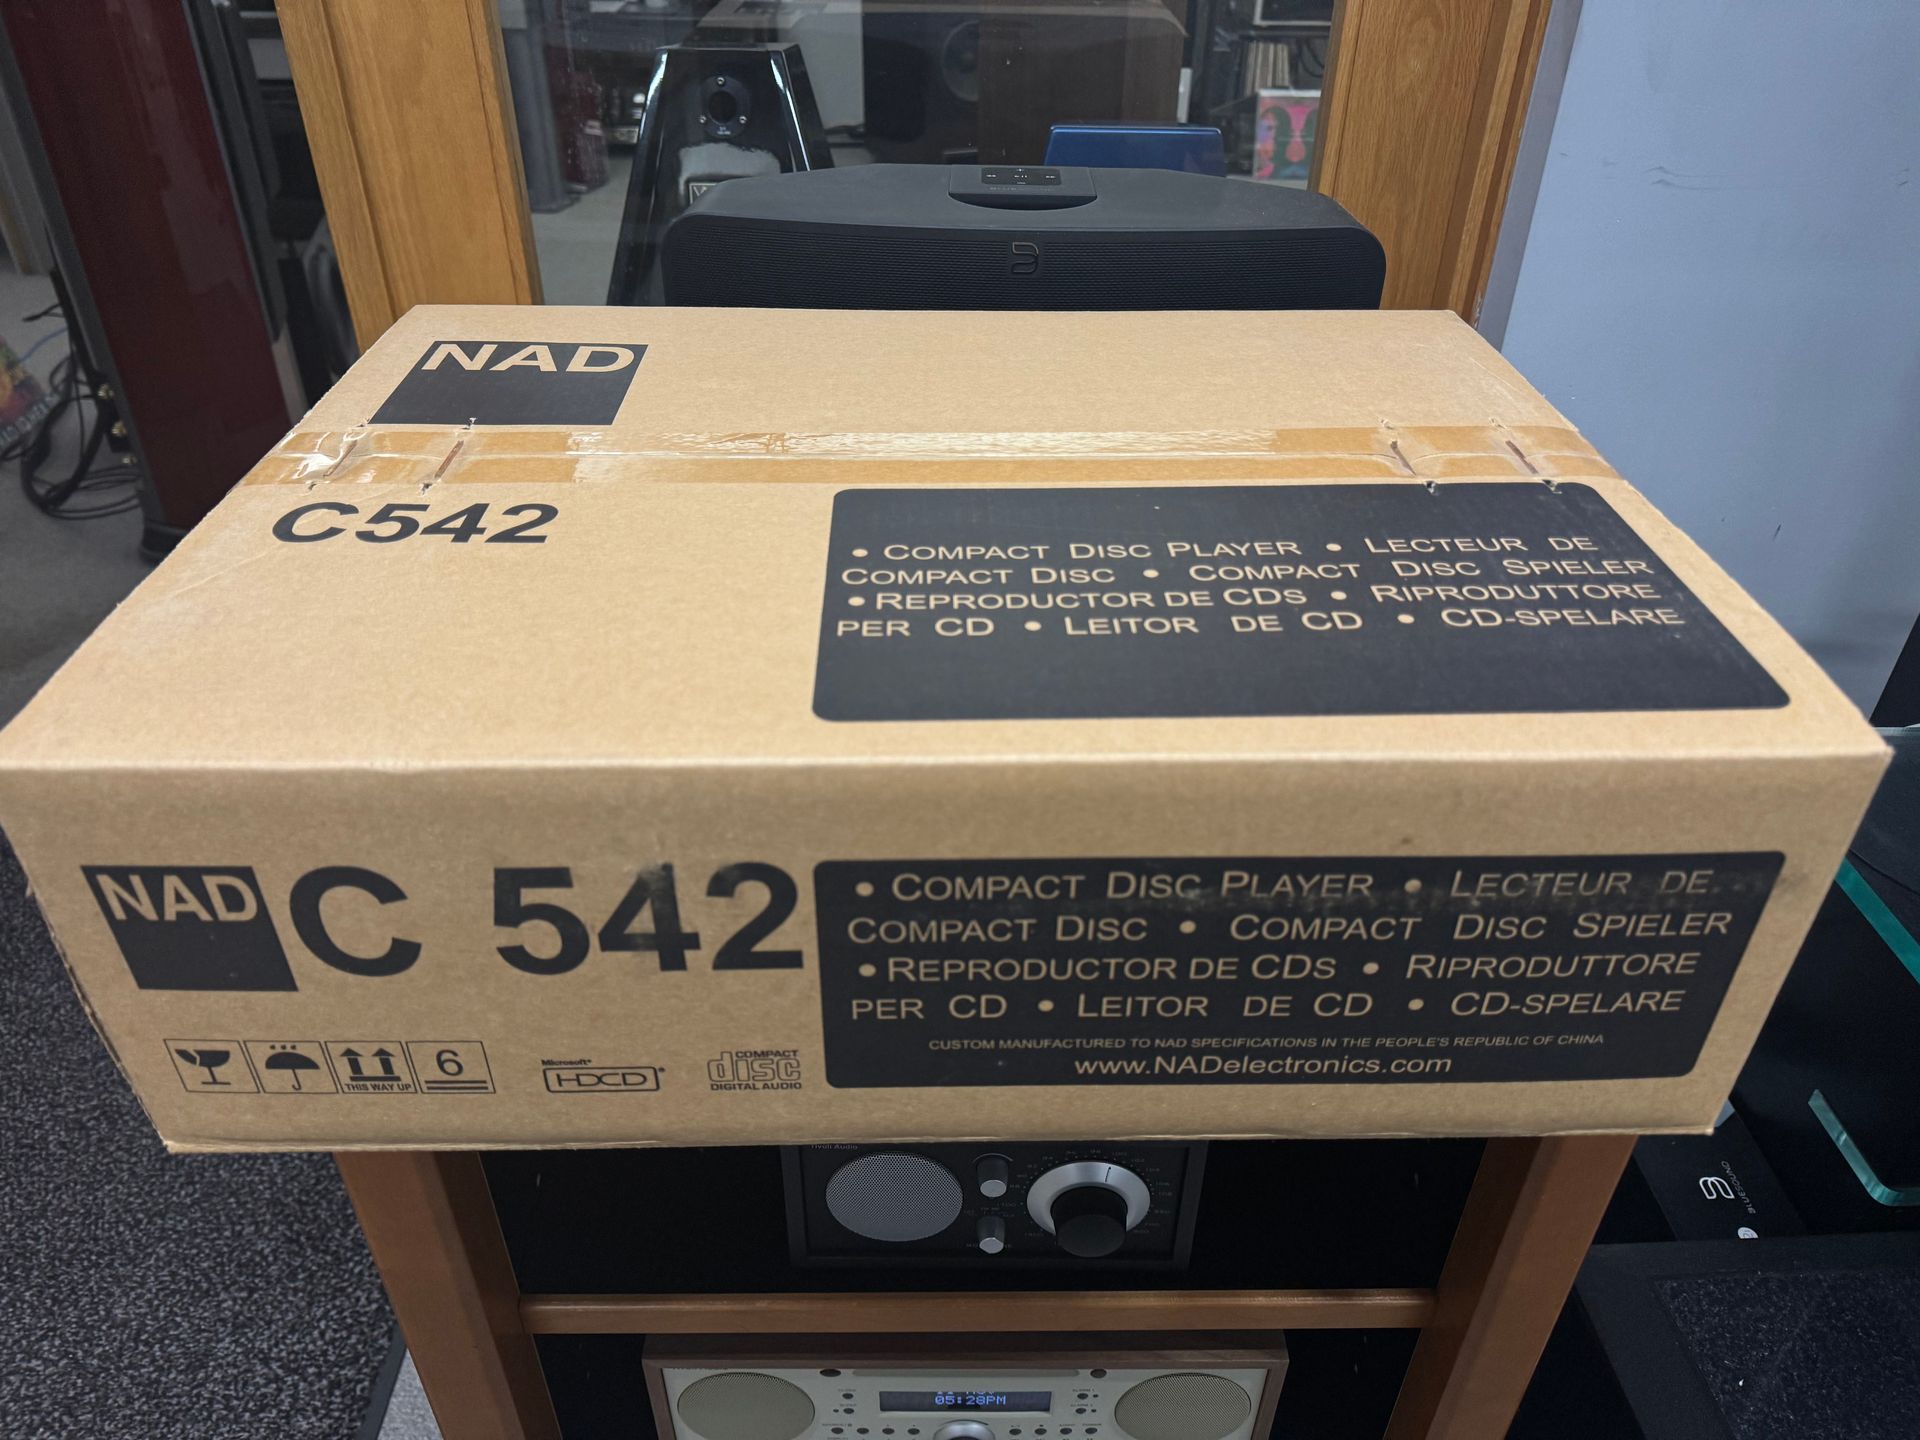 NAD
C542
• COMPACT DISC PLAYER • LECTEUR DE
COMPACT DISC • COMPACT DISC SPIELER
• REPRODUCTOR DE CDS • RIPRODUTTORE
PER CD • LEITOR DE CD • CD-SPELARE
NAD C 542
• COMPACT DISC PLAYER • LECTEUR DE
COMPACT DISC • COMPACT DISC SPIELER
• REPRODUCTOR DE CDS • RIPRODUTTORE
PER CD • LEITOR DE CD • CD-SPELARE
CUSTOM MANUFACTURED TO NAD SPECIFICATIONS IN THE PEOPLE'S REPUBLIC OF CHINA
www.NADelectronics.com
THIS WAY UP
6
Microsoft®
HDCD®
COMPACT
disc
DIGITAL AUDIO
Tivoli Audio
BLUESOUND
05:28PM